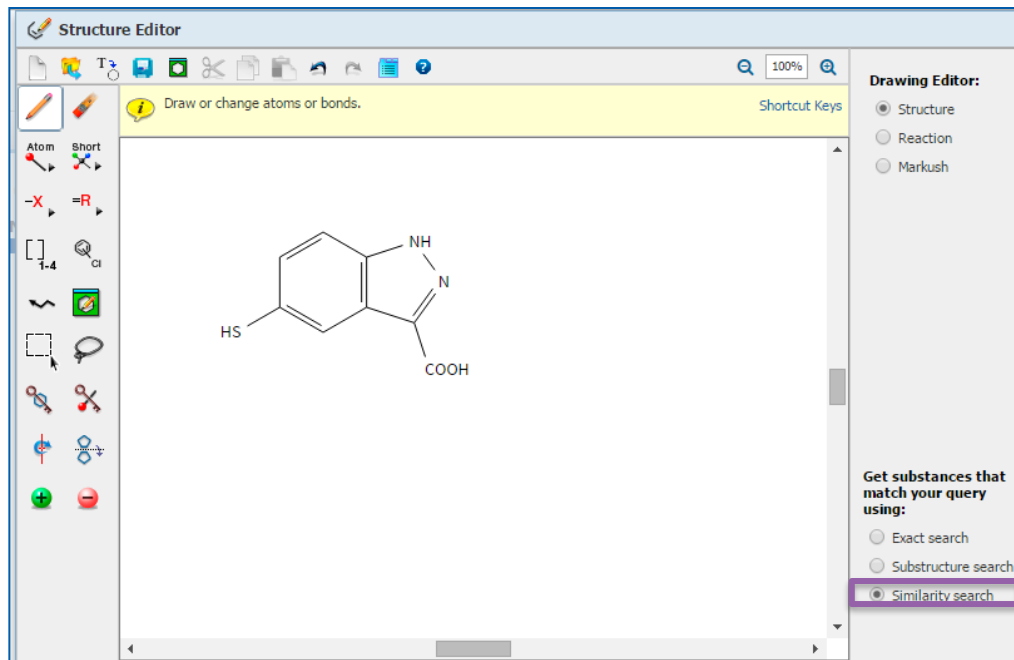 Structure Editor
T
100%
Drawing Editor:
Draw or change atoms or bonds.
Shortcut Keys
Structure
Reaction
Markush
Atom
Short
-X
=R
1-4
Cl
NH
N
HS
COOH
Get substances that
match your query
using:
Exact search
Substructure search
Similarity search